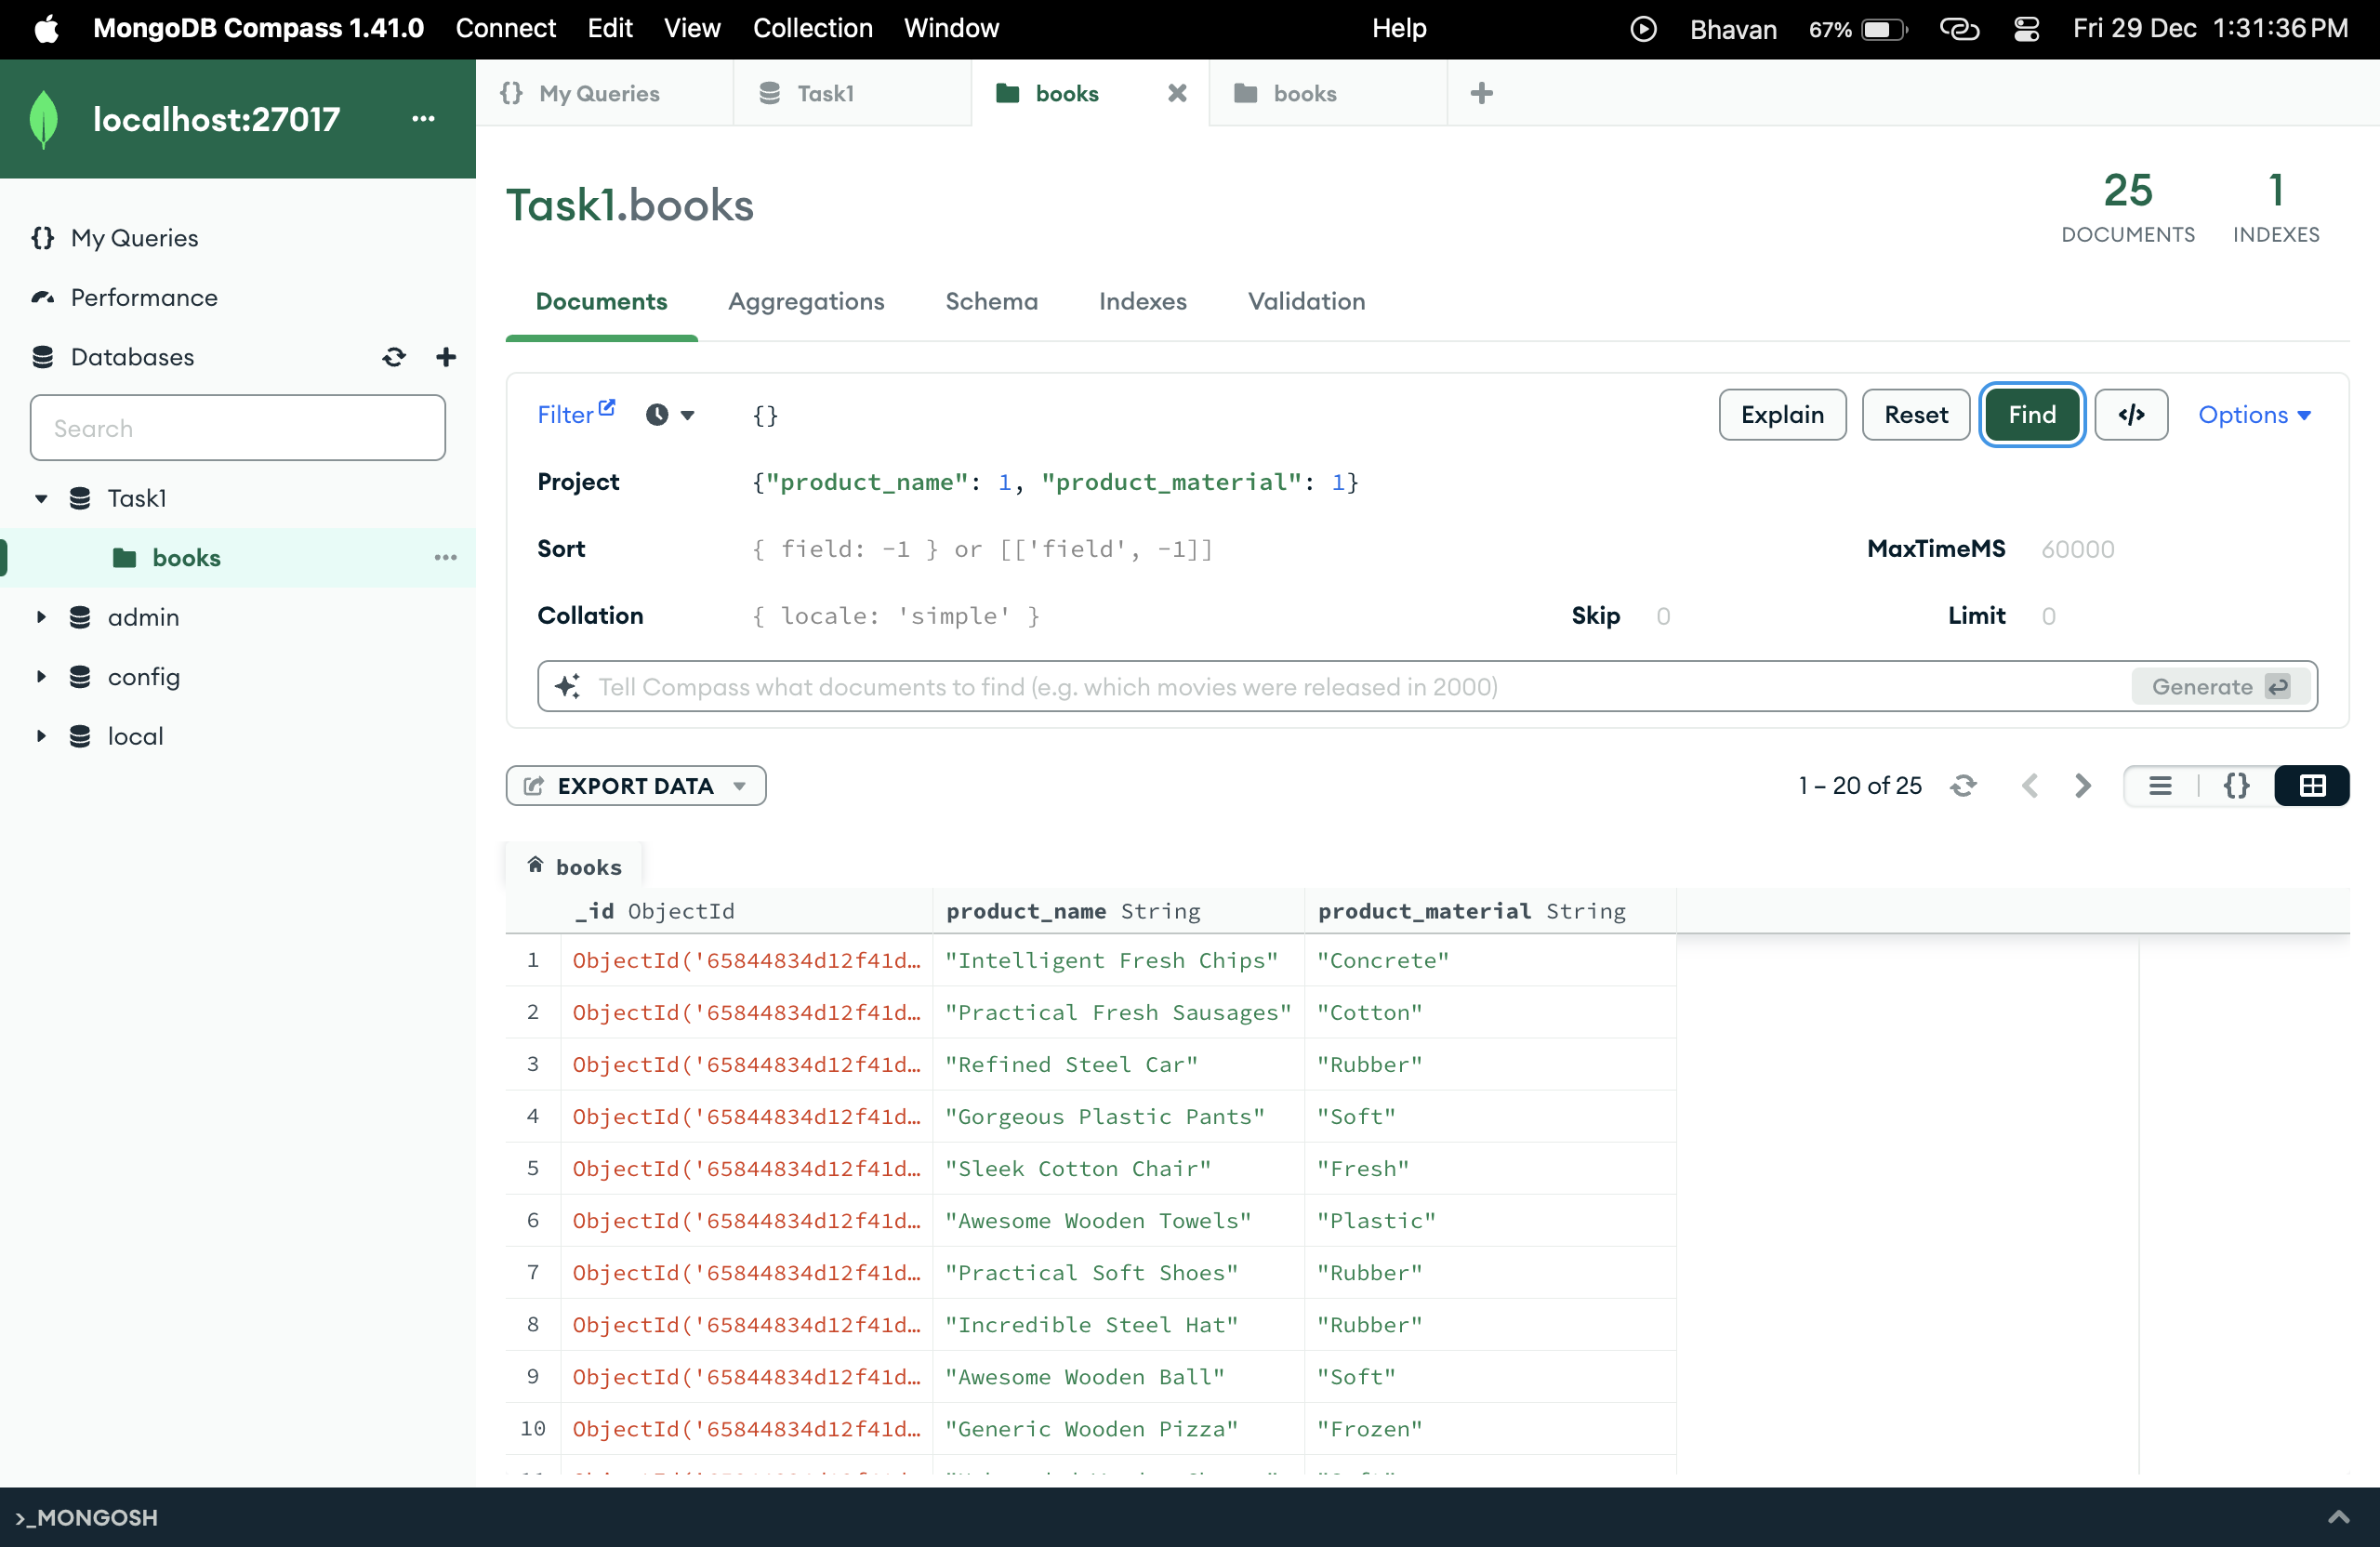 MongoDB Compass 1.41.0 Connect Edit View Collection Window Help Bhavan 67% Fri 29 Dec 1:31:36 PM
localhost:27017 ...
{} My Queries
Performance
Databases
Search
Task1
books ...
admin
config
local
{} My Queries Task1 books books +
Task1.books
25 DOCUMENTS
1 INDEXES
Documents Aggregations Schema Indexes Validation
Filter {} Explain Reset Find </> Options
Project {"product_name": 1, "product_material": 1}
Sort { field: -1 } or [['field', -1]] MaxTimeMS 60000
Collation { locale: 'simple' } Skip 0 Limit 0
Tell Compass what documents to find (e.g. which movies were released in 2000) Generate
EXPORT DATA 1 – 20 of 25 {}
books
_id ObjectId product_name String product_material String
1 ObjectId('65844834d12f41d… "Intelligent Fresh Chips" "Concrete"
2 ObjectId('65844834d12f41d… "Practical Fresh Sausages" "Cotton"
3 ObjectId('65844834d12f41d… "Refined Steel Car" "Rubber"
4 ObjectId('65844834d12f41d… "Gorgeous Plastic Pants" "Soft"
5 ObjectId('65844834d12f41d… "Sleek Cotton Chair" "Fresh"
6 ObjectId('65844834d12f41d… "Awesome Wooden Towels" "Plastic"
7 ObjectId('65844834d12f41d… "Practical Soft Shoes" "Rubber"
8 ObjectId('65844834d12f41d… "Incredible Steel Hat" "Rubber"
9 ObjectId('65844834d12f41d… "Awesome Wooden Ball" "Soft"
10 ObjectId('65844834d12f41d… "Generic Wooden Pizza" "Frozen"
>_MONGOSH